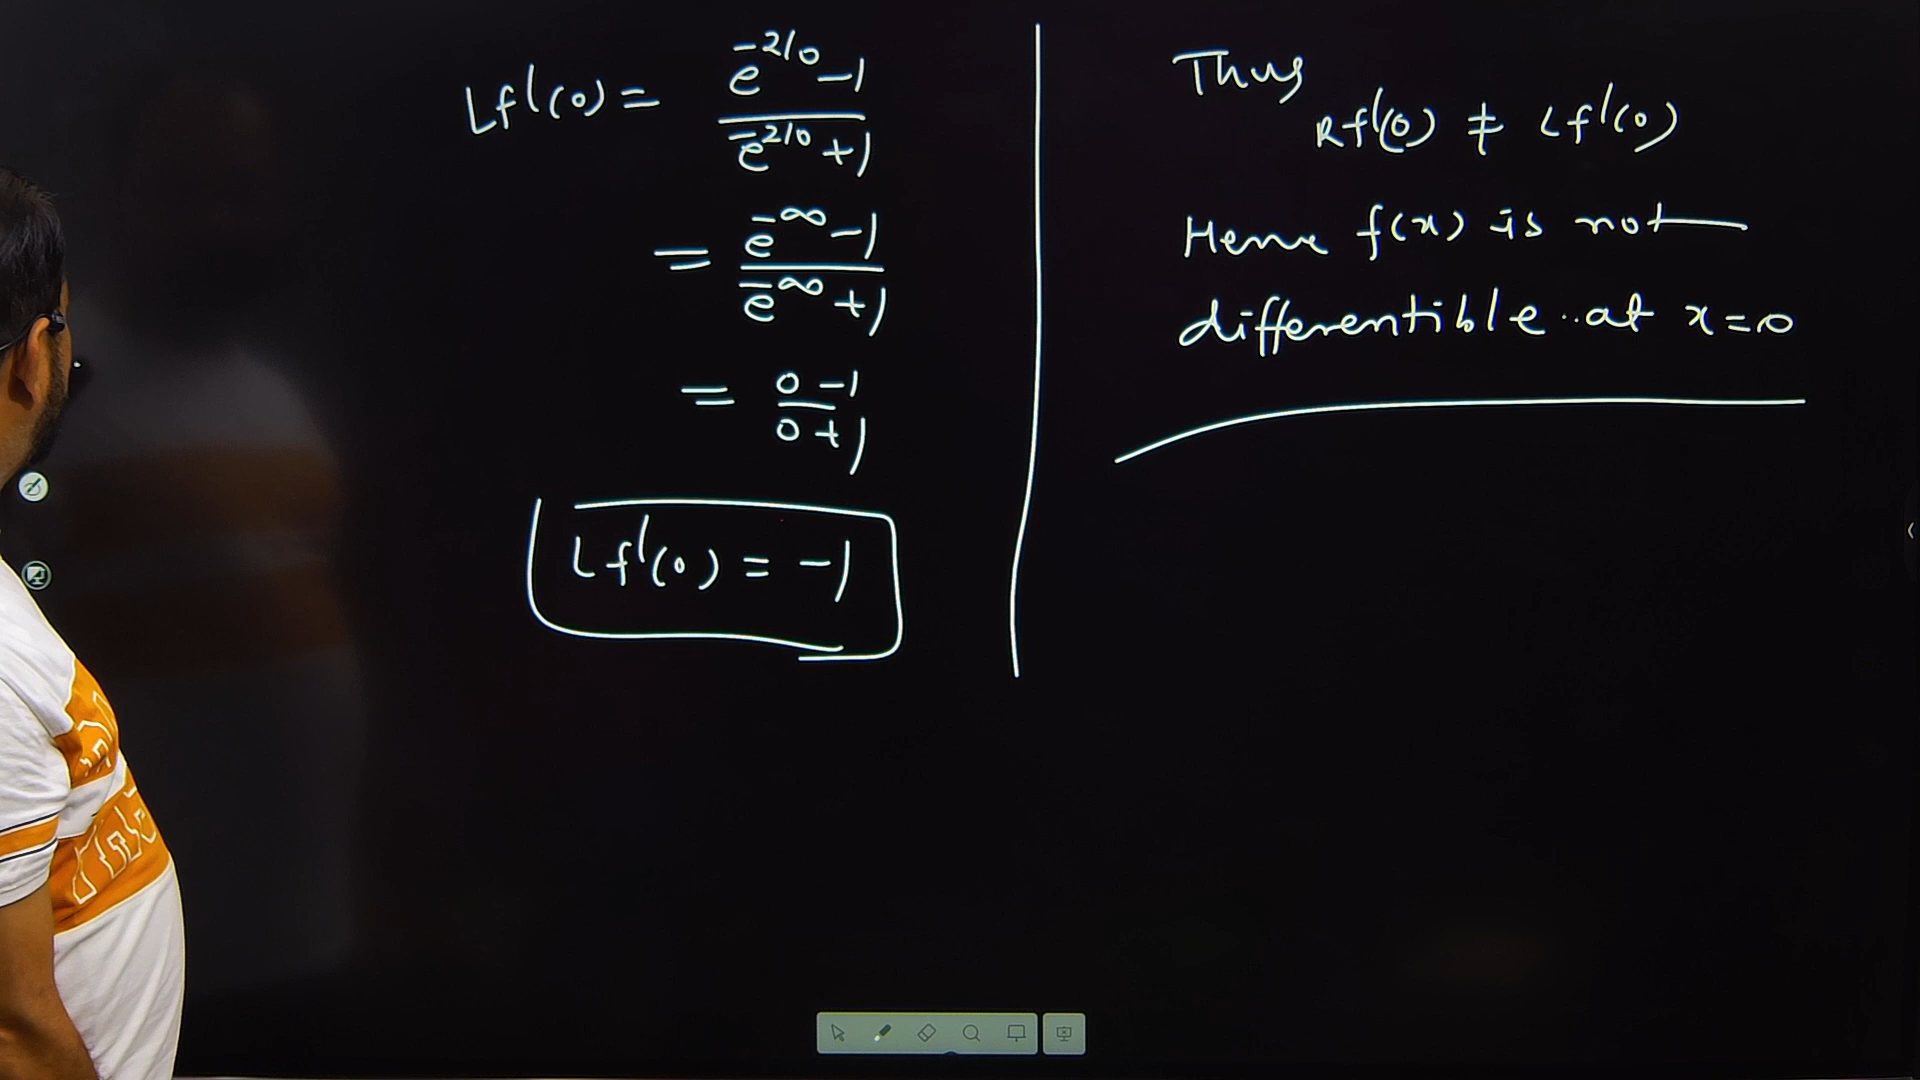 Lf'(0) = (e^{-2/0} - 1) / (e^{-2/0} + 1)
= (e^{-∞} - 1) / (e^{-∞} + 1)
= (0 - 1) / (0 + 1)
Lf'(0) = -1
Thus
Rf'(0) ≠ Lf'(0)
Hence f(x) is not
differentible at x=0